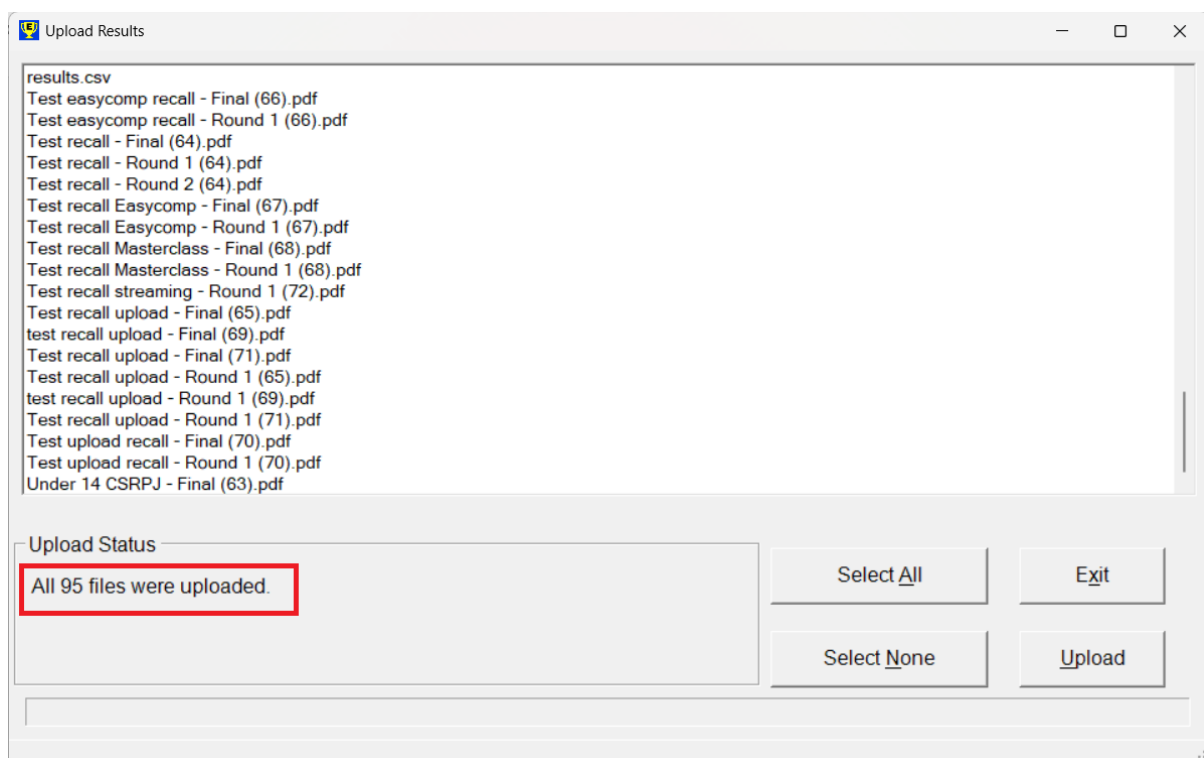 Upload Results
results.csv
Test easycomp recall - Final (66).pdf
Test easycomp recall - Round 1 (66).pdf
Test recall - Final (64).pdf
Test recall - Round 1 (64).pdf
Test recall - Round 2 (64).pdf
Test recall Easycomp - Final (67).pdf
Test recall Easycomp - Round 1 (67).pdf
Test recall Masterclass - Final (68).pdf
Test recall Masterclass - Round 1 (68).pdf
Test recall streaming - Round 1 (72).pdf
Test recall upload - Final (65).pdf
test recall upload - Final (69).pdf
Test recall upload - Final (71).pdf
Test recall upload - Round 1 (65).pdf
test recall upload - Round 1 (69).pdf
Test recall upload - Round 1 (71).pdf
Test upload recall - Final (70).pdf
Test upload recall - Round 1 (70).pdf
Under 14 CSRPJ - Final (63).pdf
Upload Status
All 95 files were uploaded.
Select All
Exit
Select None
Upload